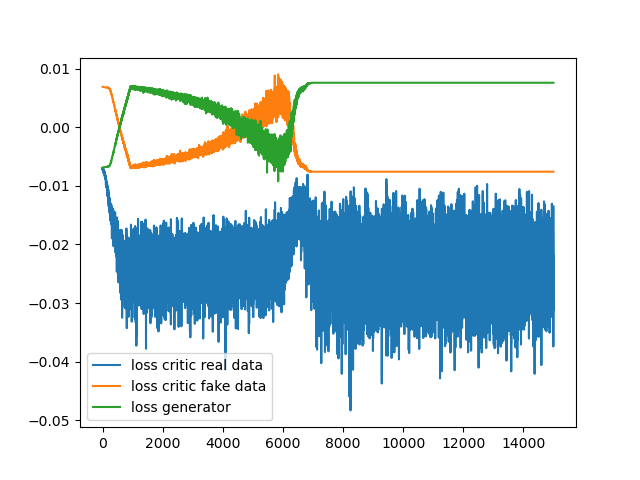 0.01
0.00
−0.01
−0.02
−0.03
−0.04
−0.05
loss critic real data
loss critic fake data
loss generator
0 2000 4000 6000 8000 10000 12000 14000